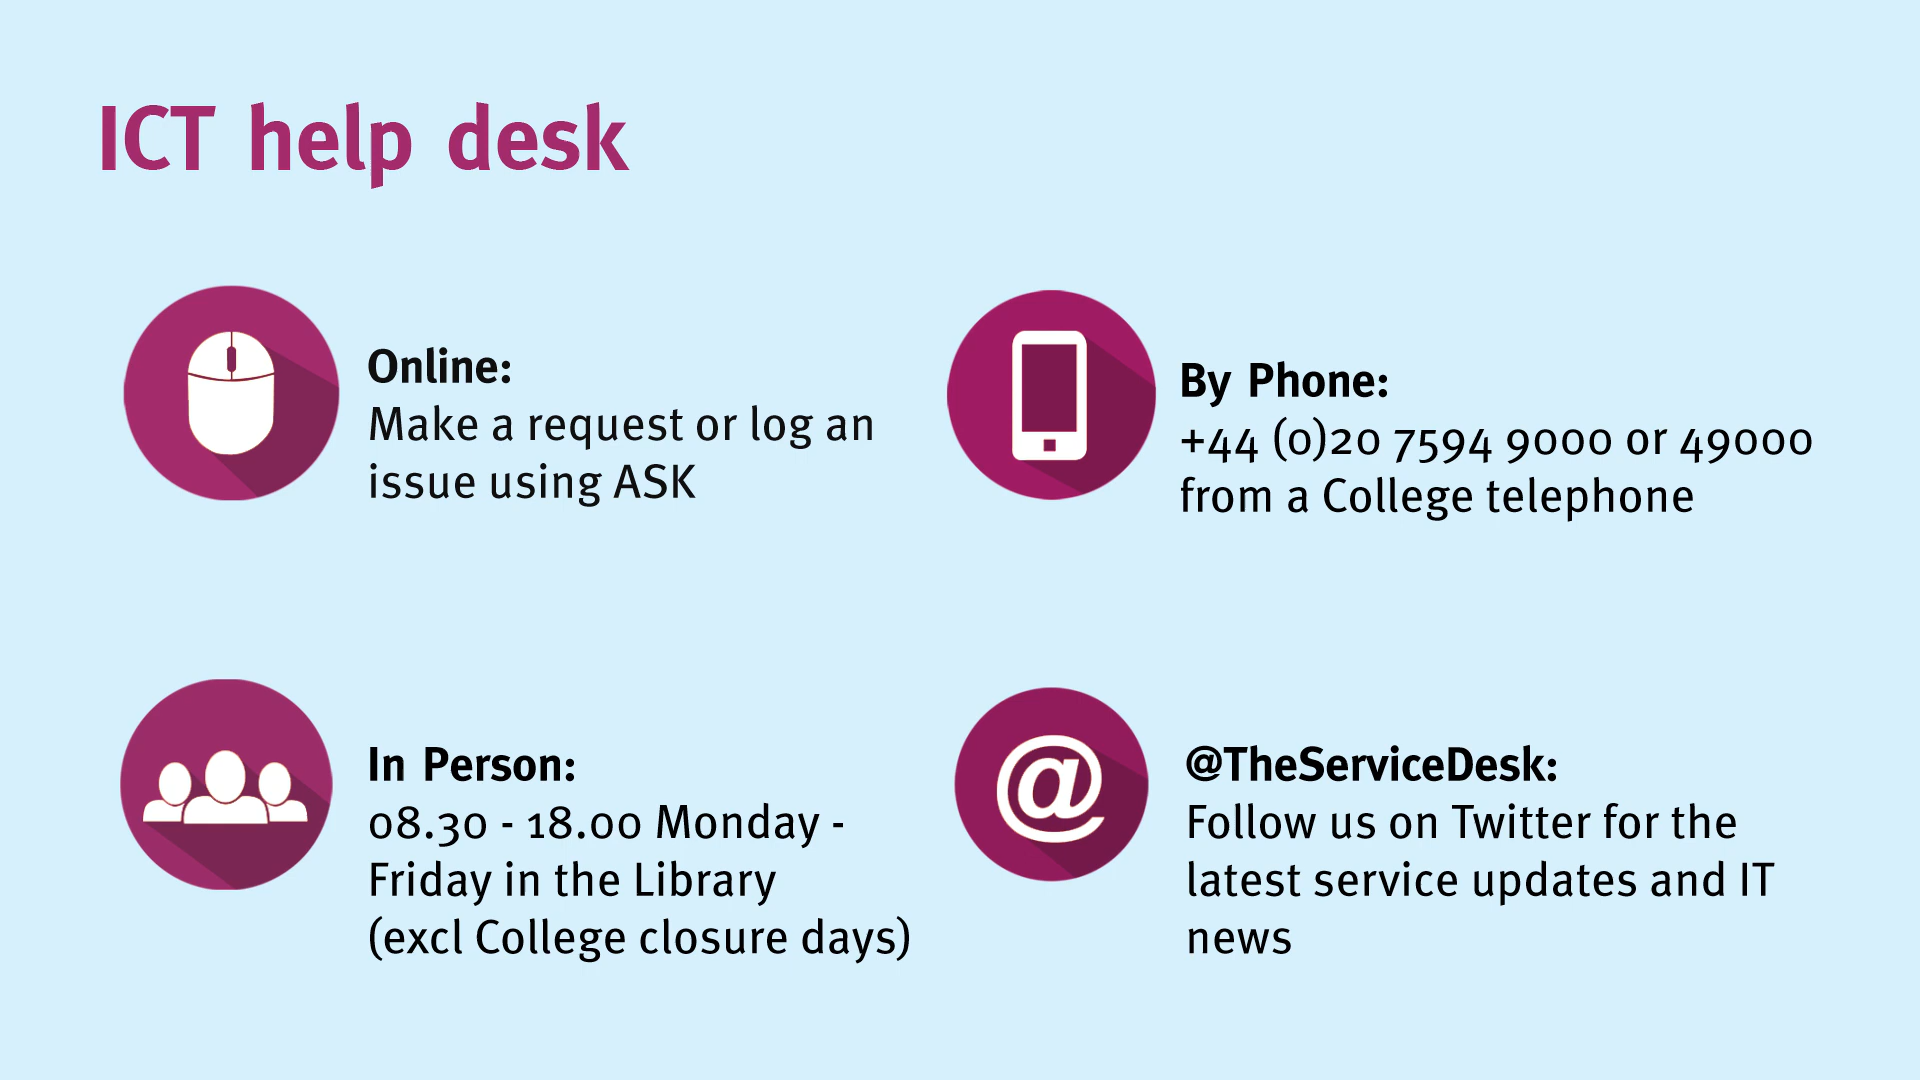 ICT help desk
Online:
Make a request or log an
issue using ASK
By Phone:
+44 (0)20 7594 9000 or 49000
from a College telephone
In Person:
08.30 - 18.00 Monday -
Friday in the Library
(excl College closure days)
@TheServiceDesk:
Follow us on Twitter for the
latest service updates and IT
news